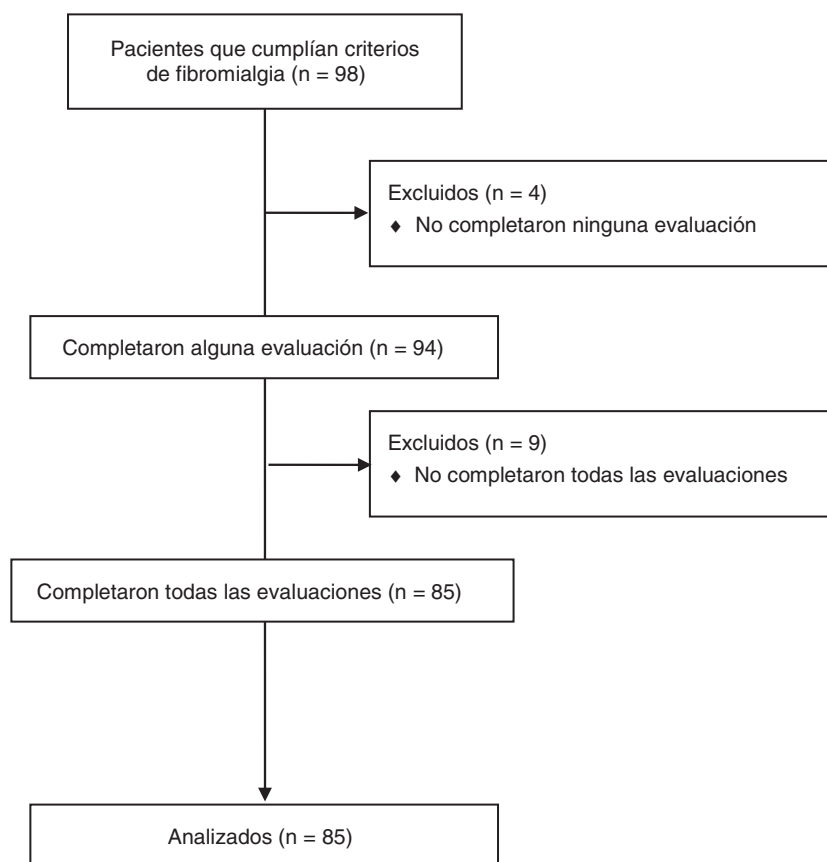 Pacientes que cumplían criterios
de fibromialgia (n = 98)
Excluidos (n = 4)
♦ No completaron ninguna evaluación
Completaron alguna evaluación (n = 94)
Excluidos (n = 9)
♦ No completaron todas las evaluaciones
Completaron todas las evaluaciones (n = 85)
Analizados (n = 85)